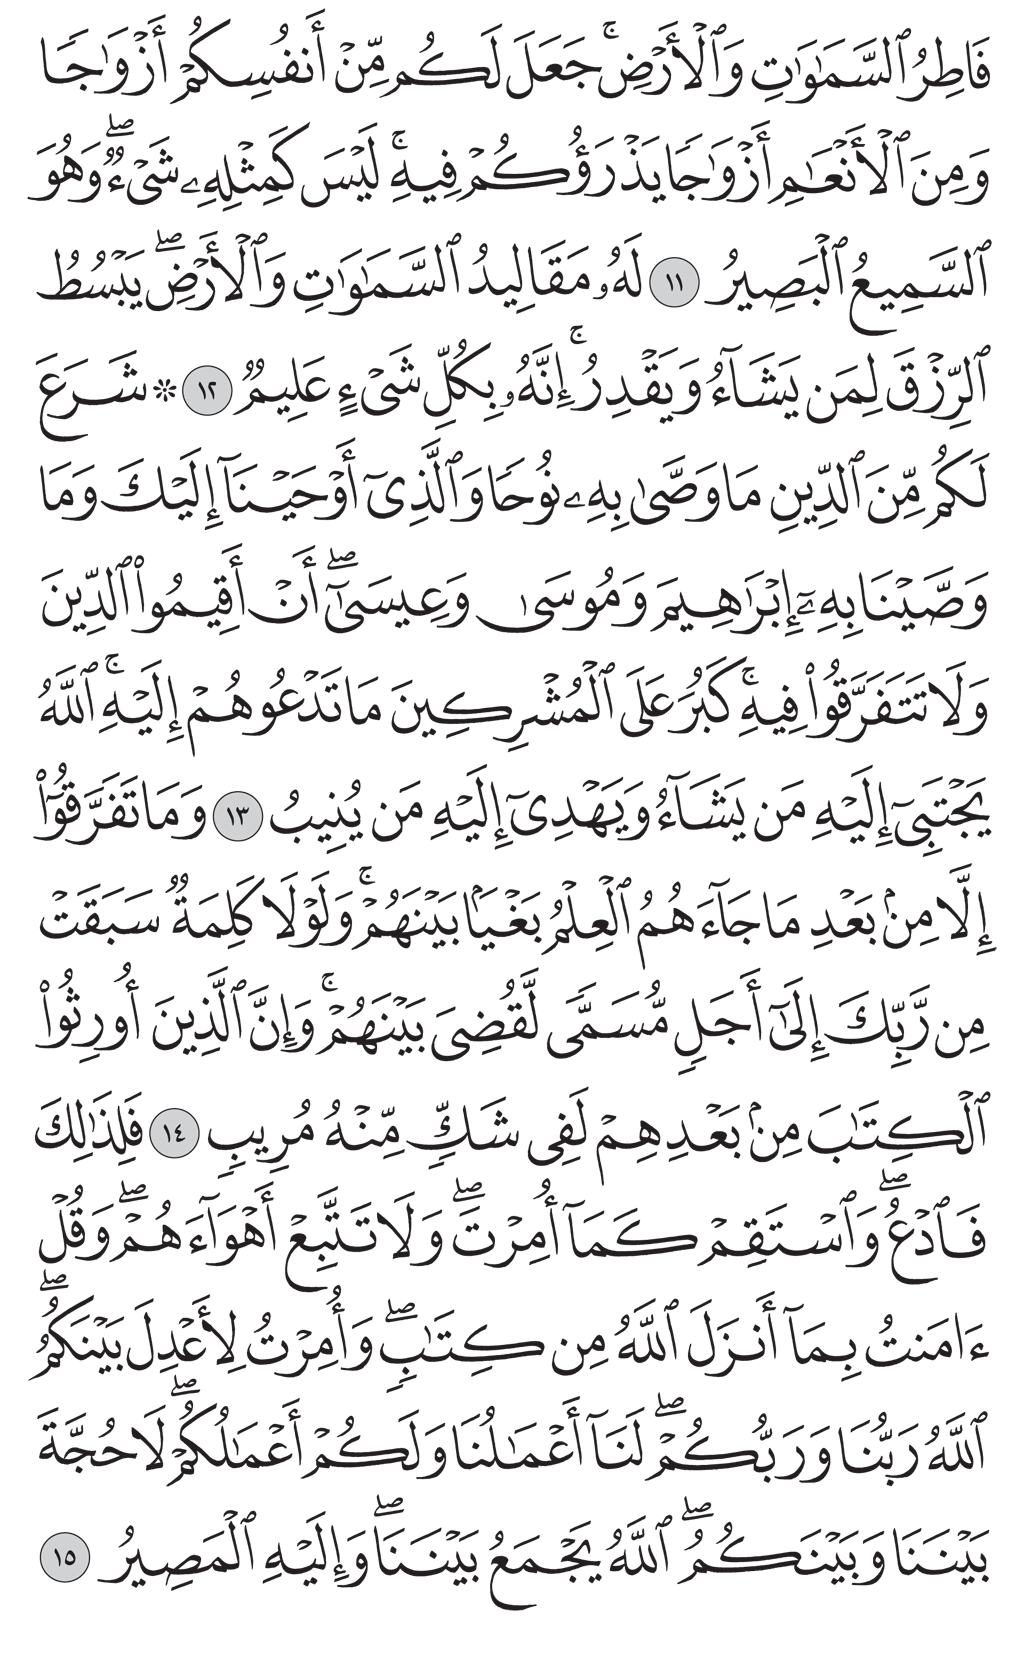 فَاطِرُ ٱلسَّمَٰوَٰتِ وَٱلْأَرْضِ ۚ جَعَلَ لَكُم مِّنْ أَنفُسِكُمْ أَزْوَٰجًا
وَمِنَ ٱلْأَنْعَٰمِ أَزْوَٰجًا يَذْرَؤُكُمْ فِيهِ ۚ لَيْسَ كَمِثْلِهِۦ شَىْءٌ ۖ وَهُوَ
ٱلسَّمِيعُ ٱلْبَصِيرُ ١١ لَهُۥ مَقَالِيدُ ٱلسَّمَٰوَٰتِ وَٱلْأَرْضِ ۖ يَبْسُطُ
ٱلرِّزْقَ لِمَن يَشَآءُ وَيَقْدِرُ ۚ إِنَّهُۥ بِكُلِّ شَىْءٍ عَلِيمٌ ١٢ ۞ شَرَعَ
لَكُم مِّنَ ٱلدِّينِ مَا وَصَّىٰ بِهِۦ نُوحًا وَٱلَّذِىٓ أَوْحَيْنَآ إِلَيْكَ وَمَا
وَصَّيْنَا بِهِۦٓ إِبْرَٰهِيمَ وَمُوسَىٰ وَعِيسَىٰٓ ۖ أَنْ أَقِيمُوا۟ ٱلدِّينَ
وَلَا تَتَفَرَّقُوا۟ فِيهِ ۚ كَبُرَ عَلَى ٱلْمُشْرِكِينَ مَا تَدْعُوهُمْ إِلَيْهِ ۚ ٱللَّهُ
يَجْتَبِىٓ إِلَيْهِ مَن يَشَآءُ وَيَهْدِىٓ إِلَيْهِ مَن يُنِيبُ ١٣ وَمَا تَفَرَّقُوٓا۟
إِلَّا مِنۢ بَعْدِ مَا جَآءَهُمُ ٱلْعِلْمُ بَغْيًۢا بَيْنَهُمْ ۚ وَلَوْلَا كَلِمَةٌ سَبَقَتْ
مِن رَّبِّكَ إِلَىٰٓ أَجَلٍ مُّسَمًّى لَّقُضِىَ بَيْنَهُمْ ۚ وَإِنَّ ٱلَّذِينَ أُورِثُوا۟
ٱلْكِتَٰبَ مِنۢ بَعْدِهِمْ لَفِى شَكٍّ مِّنْهُ مُرِيبٍ ١٤ فَلِذَٰلِكَ
فَٱدْعُ ۖ وَٱسْتَقِمْ كَمَآ أُمِرْتَ ۖ وَلَا تَتَّبِعْ أَهْوَآءَهُمْ ۖ وَقُلْ
ءَامَنتُ بِمَآ أَنزَلَ ٱللَّهُ مِن كِتَٰبٍ ۖ وَأُمِرْتُ لِأَعْدِلَ بَيْنَكُمُ ۖ
ٱللَّهُ رَبُّنَا وَرَبُّكُمْ ۖ لَنَآ أَعْمَٰلُنَا وَلَكُمْ أَعْمَٰلُكُمْ ۖ لَا حُجَّةَ
بَيْنَنَا وَبَيْنَكُمُ ۖ ٱللَّهُ يَجْمَعُ بَيْنَنَا ۖ وَإِلَيْهِ ٱلْمَصِيرُ ١٥